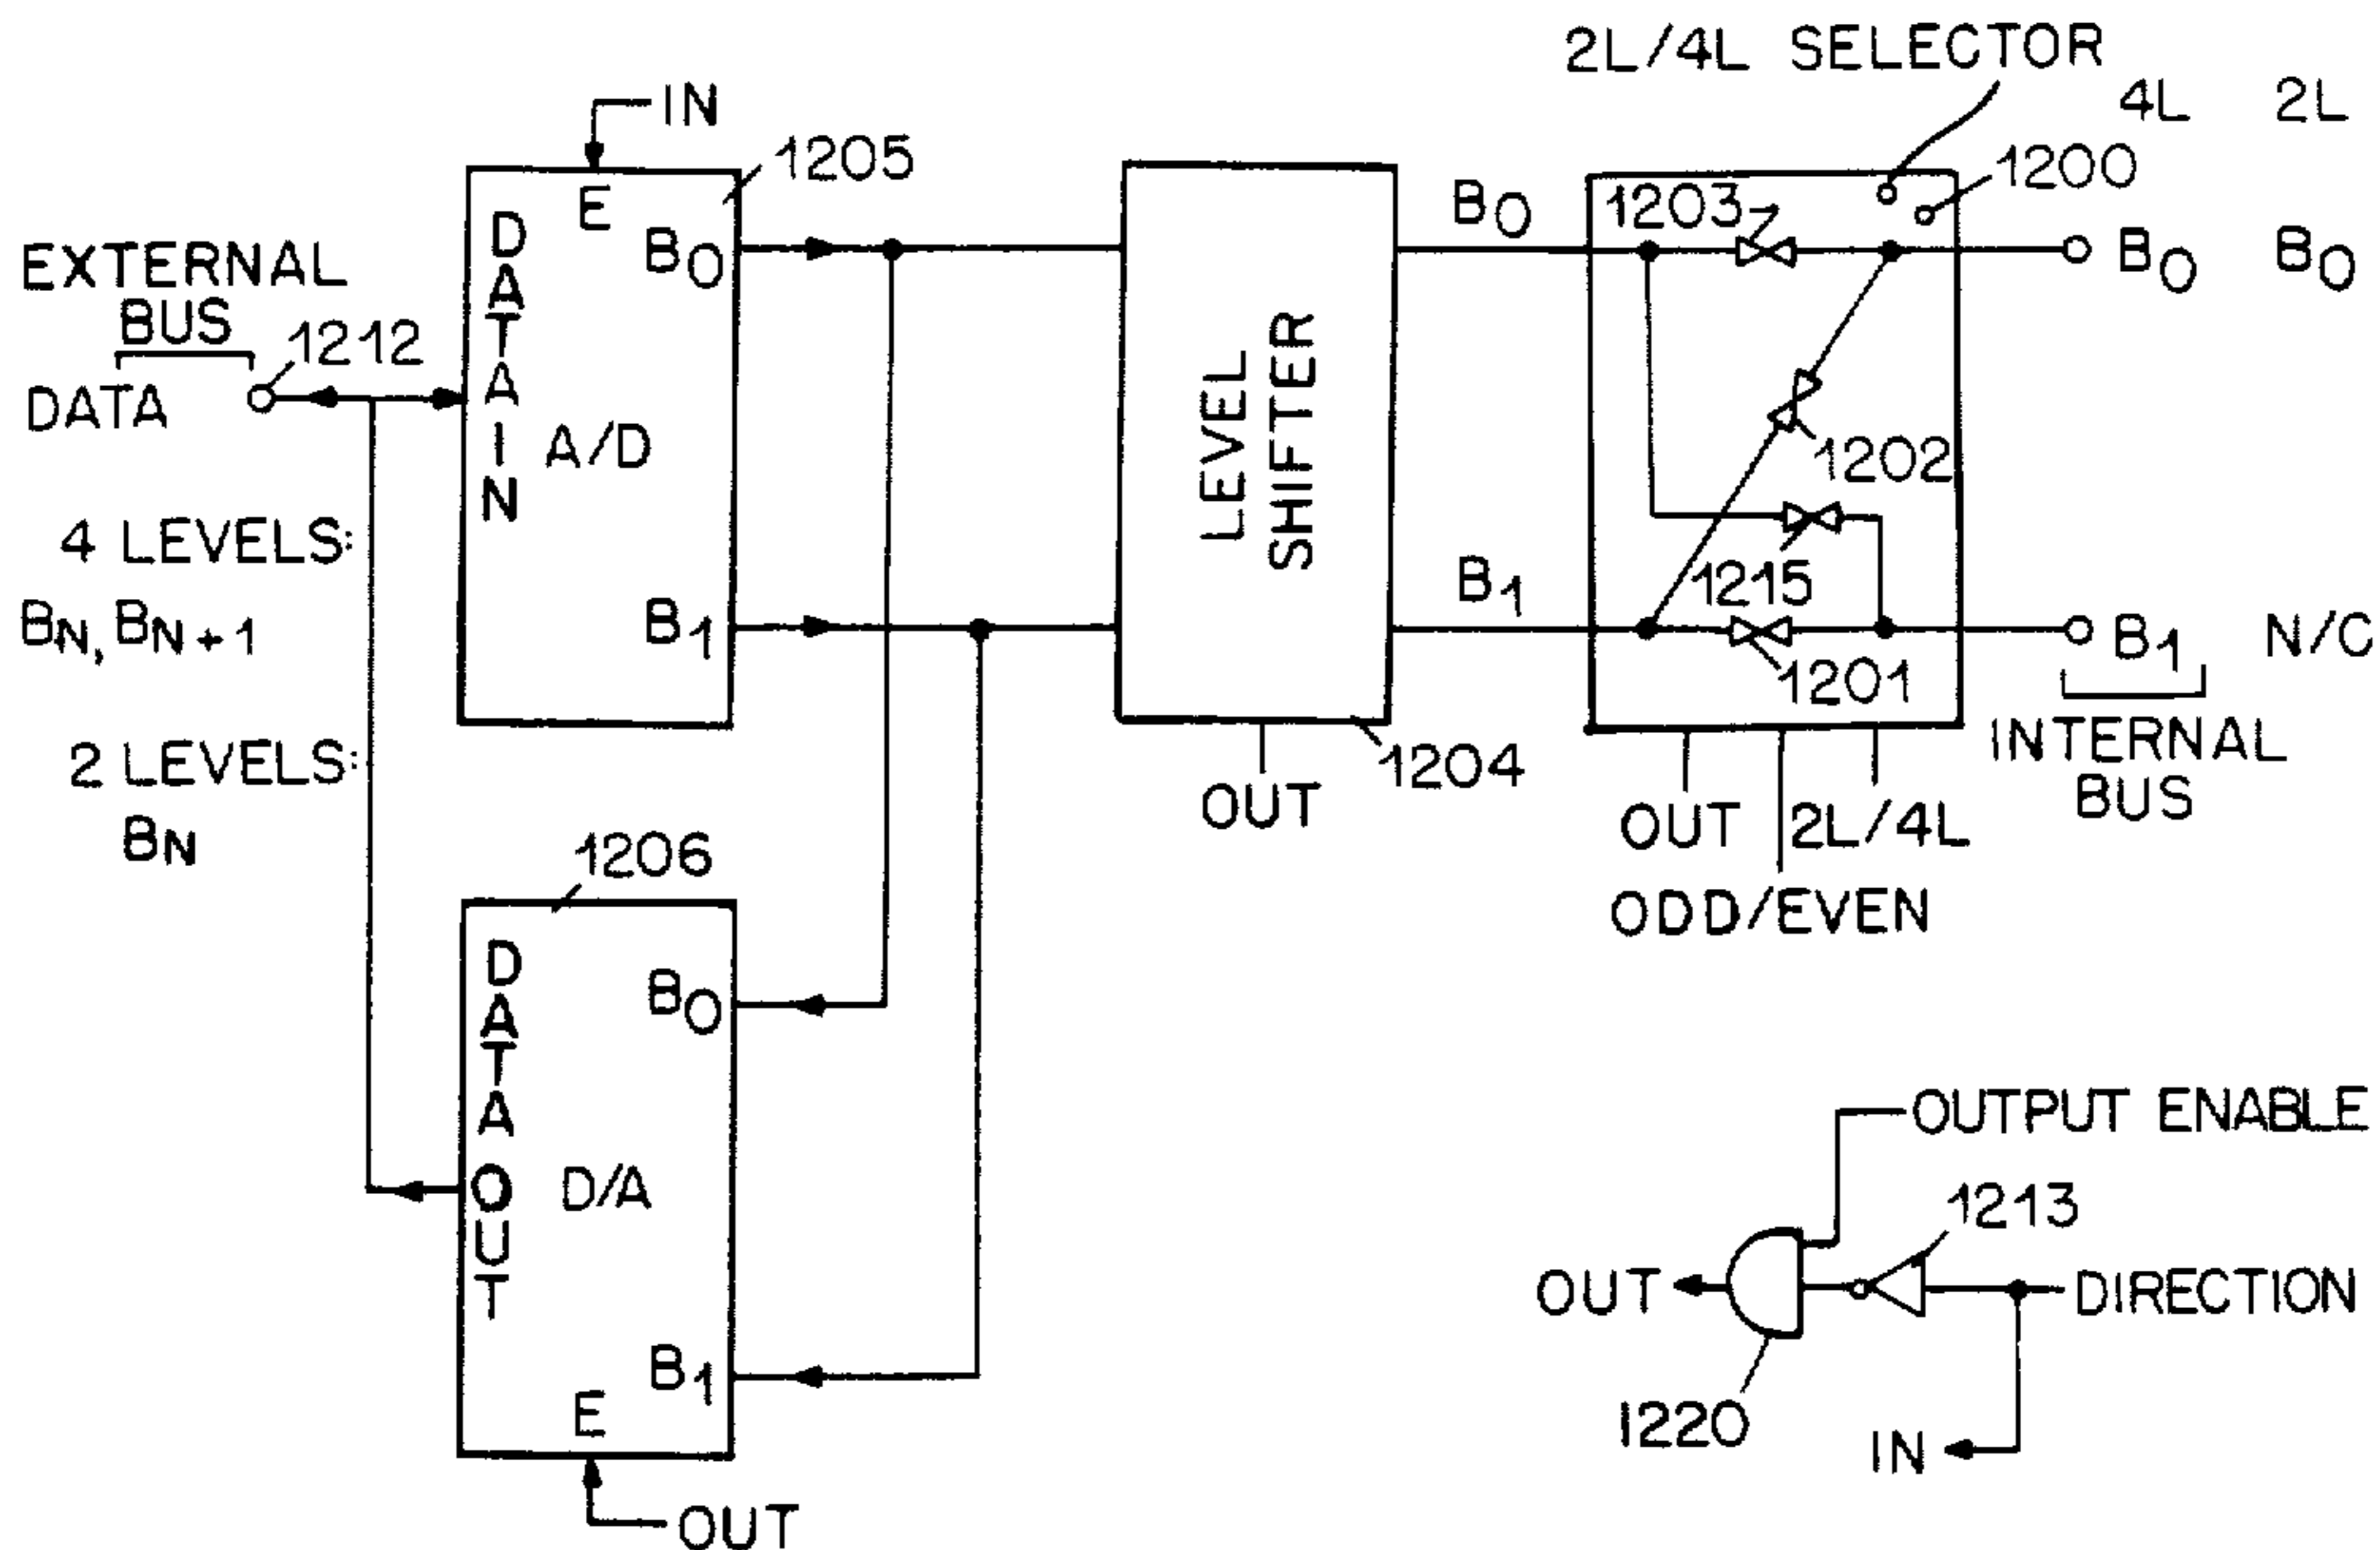 2L/4L SELECTOR
4L 2L
IN
1205
1200
E
1203
DATA IN
B0
B0
B0 B0
EXTERNAL
BUS
1212
DATA
A/D
LEVEL
SHIFTER
1202
4 LEVELS:
BN, BN+1
B1
B1
1215
1201
B1 N/C
INTERNAL
BUS
2 LEVELS:
BN
1204
OUT
OUT
2L/4L
ODD/EVEN
1206
DATA OUT
B0
D/A
B1
E
OUT
OUTPUT ENABLE
1213
OUT
DIRECTION
1220
IN